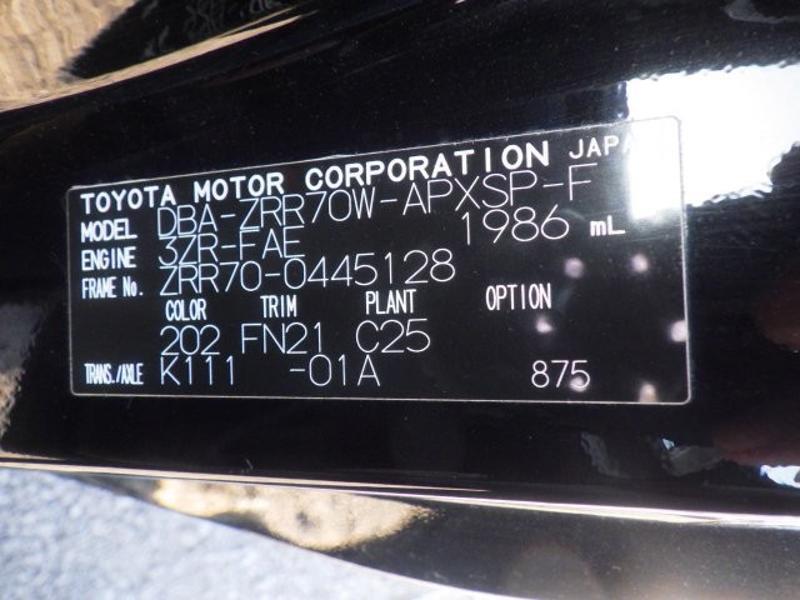 TOYOTA MOTOR CORPORATION JAPA
MODEL DBA-ZRR70W-APXSP-F
ENGINE 3ZR-FAE 1986 mL
FRAME No. ZRR70-0445128
COLOR TRIM PLANT OPTION
202 FN21 C25
TRANS./AXLE K111 -01A 875